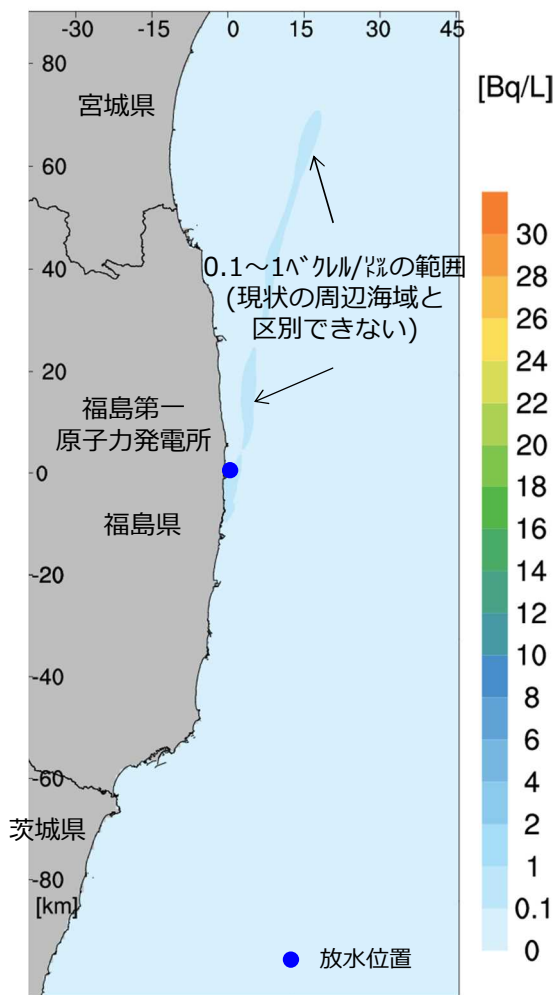 -30 -15 0 15 30 45
[Bq/L]
80
宮城県
60
40
0.1～1ﾍﾞｸﾚﾙ/㍑の範囲
(現状の周辺海域と
区別できない)
20
福島第一
原子力発電所
0
福島県
-20
-40
-60
茨城県
-80
[km]
放水位置
30
28
26
24
22
20
18
16
14
12
10
8
6
4
2
1
0.1
0